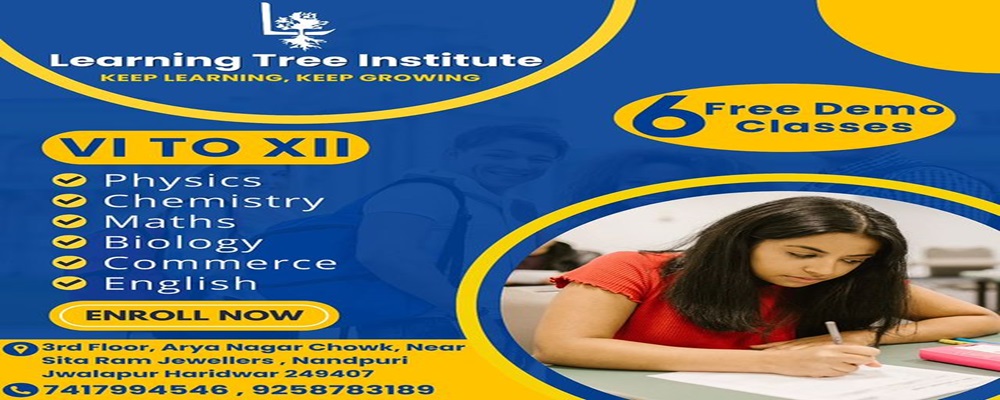 Learning Tree Institute
KEEP LEARNING, KEEP GROWING
6 Free Demo
Classes
VI TO XII
Physics
Chemistry
Maths
Biology
Commerce
English
ENROLL NOW
3rd Floor, Arya Nagar Chowk, Near
Sita Ram Jewellers , Nandpuri
Jwalapur Haridwar 249407
7417994546 , 9258783189